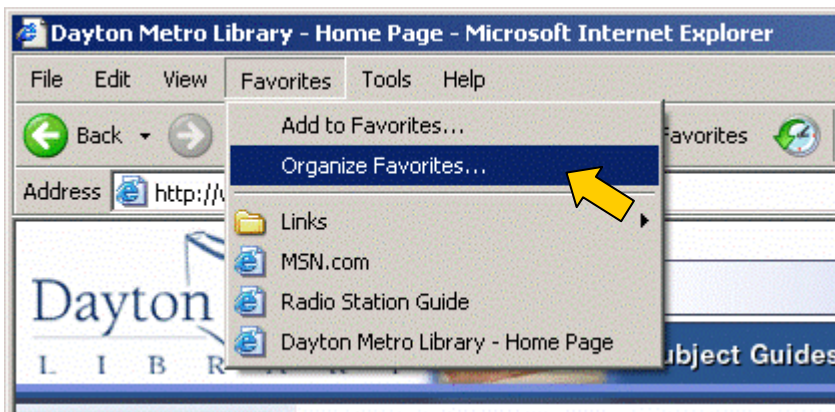 Dayton Metro Library - Home Page - Microsoft Internet Explorer
File Edit View Favorites Tools Help
Back
Add to Favorites...
Favorites
Organize Favorites...
Address http://
Links
MSN.com
Radio Station Guide
Dayton Metro Library - Home Page
Dayton
Guides